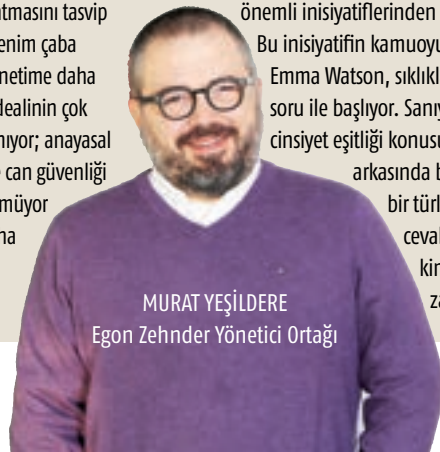 atmasını tasvip
enim çaba
netime daha
dealinin çok
nıyor; anayasal
can güvenliği
müyor
na
önemli inisiyatiflerinden
Bu inisiyatifin kamuoyu
Emma Watson, sıklıkl
soru ile başlıyor. Sanıy
cinsiyet eşitliği konusu
arkasında b
bir türl
ceval
kin
za
MURAT YEŞİLDERE
Egon Zehnder Yönetici Ortağı